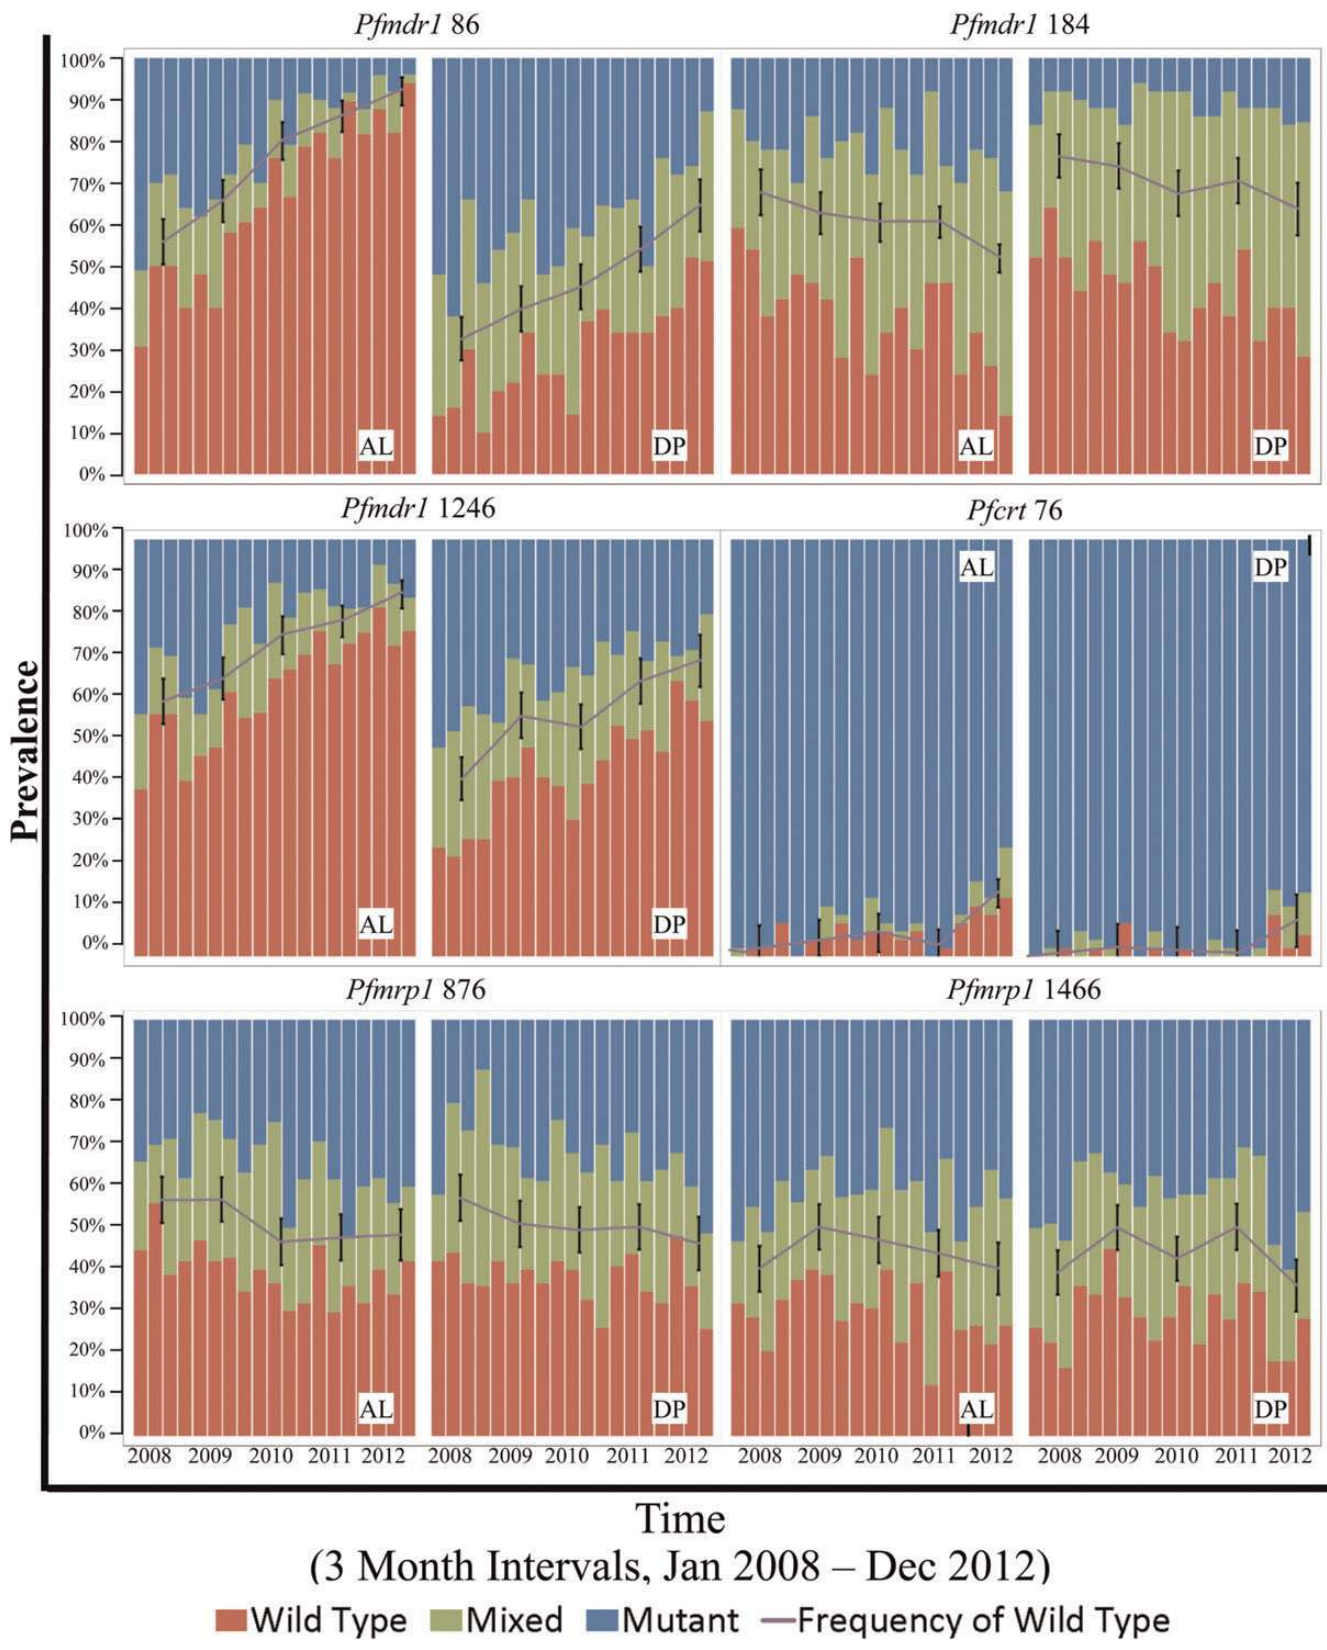 Pfmdr1 86
Pfmdr1 184
100%
90%
80%
70%
60%
50%
40%
30%
20%
10%
0%
AL
DP
AL
DP
Pfmdr1 1246
Pfcrt 76
100%
90%
80%
70%
60%
50%
40%
30%
20%
10%
0%
AL
DP
AL
DP
Pfmrp1 876
Pfmrp1 1466
100%
90%
80%
70%
60%
50%
40%
30%
20%
10%
0%
AL
DP
AL
DP
2008 2009 2010 2011 2012
2008 2009 2010 2011 2012
2008 2009 2010 2011 2012
2008 2009 2010 2011 2012
Prevalence
Time
(3 Month Intervals, Jan 2008 – Dec 2012)
Wild Type Mixed Mutant Frequency of Wild Type